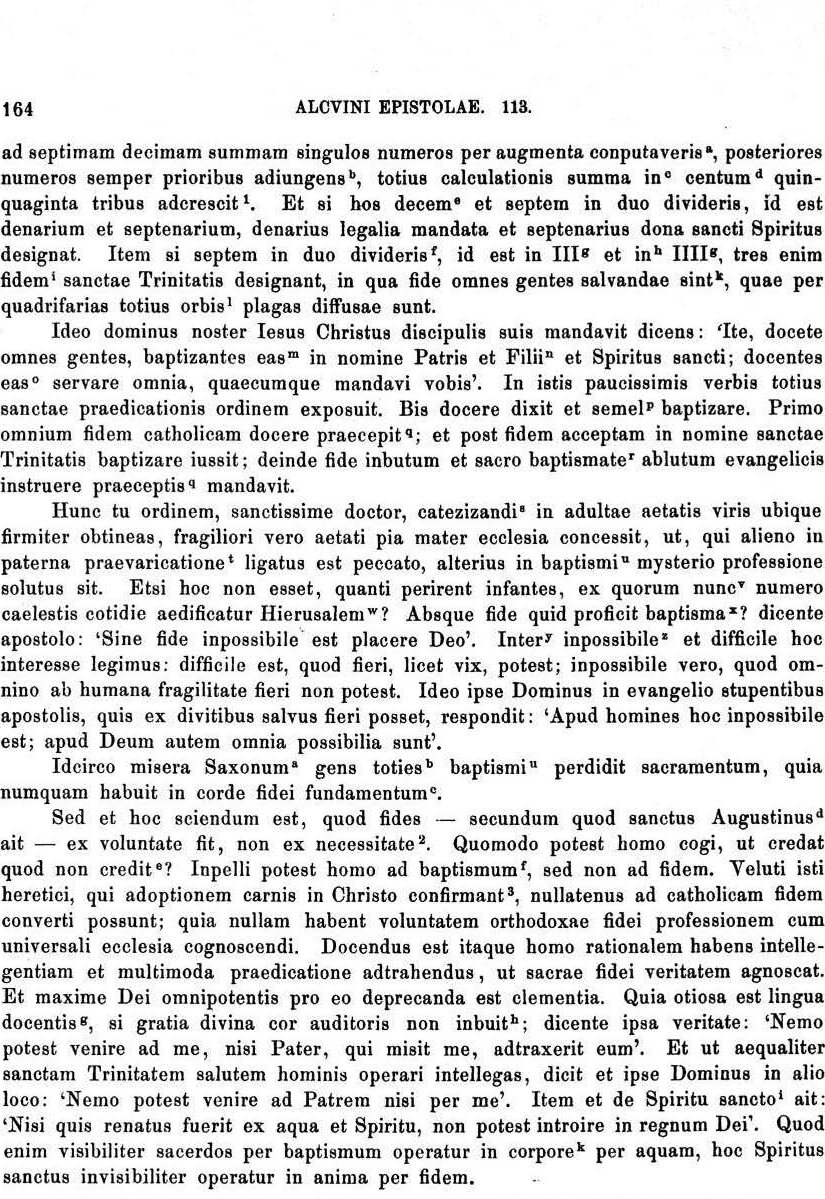 164 ALCVINI EPISTOLAE. 113.
ad septimam decimam summam singulos numeros per augmenta conputaveris ᵃ, posteriores
numeros semper prioribus adiungens ᵇ, totius calculationis summa in ᶜ centum ᵈ quin-
quaginta tribus adcrescit ¹. Et si hos decem ᵉ et septem in duo divideris, id est
denarium et septenarium, denarius legalia mandata et septenarius dona sancti Spiritus
designat. Item si septem in duo divideris ᶠ, id est in III ᵍ et in ʰ IIII ᵍ, tres enim
fidem ⁱ sanctae Trinitatis designant, in qua fide omnes gentes salvandae sint ᵏ, quae per
quadrifarias totius orbis ˡ plagas diffusae sunt.
Ideo dominus noster Iesus Christus discipulis suis mandavit dicens: ‘Ite, docete
omnes gentes, baptizantes eas ᵐ in nomine Patris et Filii ⁿ et Spiritus sancti; docentes
eas ᵒ servare omnia, quaecumque mandavi vobis’. In istis paucissimis verbis totius
sanctae praedicationis ordinem exposuit. Bis docere dixit et semel ᵖ baptizare. Primo
omnium fidem catholicam docere praecepit q; et post fidem acceptam in nomine sanctae
Trinitatis baptizare iussit; deinde fide inbutum et sacro baptismate ʳ ablutum evangelicis
instruere praeceptis q mandavit.
Hunc tu ordinem, sanctissime doctor, catezizandi ˢ in adultae aetatis viris ubique
firmiter obtineas, fragiliori vero aetati pia mater ecclesia concessit, ut, qui alieno in
paterna praevaricatione ᵗ ligatus est peccato, alterius in baptismi ᵘ mysterio professione
solutus sit. Etsi hoc non esset, quanti perirent infantes, ex quorum nunc ᵛ numero
caelestis cotidie aedificatur Hierusalem ʷ? Absque fide quid proficit baptisma ˣ? dicente
apostolo: ‘Sine fide inpossibile est placere Deo’. Inter ʸ inpossibile ᶻ et difficile hoc
interesse legimus: difficile est, quod fieri, licet vix, potest; inpossibile vero, quod om-
nino ab humana fragilitate fieri non potest. Ideo ipse Dominus in evangelio stupentibus
apostolis, quis ex divitibus salvus fieri posset, respondit: ‘Apud homines hoc inpossibile
est; apud Deum autem omnia possibilia sunt’.
Idcirco misera Saxonum ᵃ gens toties ᵇ baptismi ᵘ perdidit sacramentum, quia
numquam habuit in corde fidei fundamentum ᶜ.
Sed et hoc sciendum est, quod fides — secundum quod sanctus Augustinus ᵈ
ait — ex voluntate fit, non ex necessitate ². Quomodo potest homo cogi, ut credat
quod non credit ᵉ? Inpelli potest homo ad baptismum ᶠ, sed non ad fidem. Veluti isti
heretici, qui adoptionem carnis in Christo confirmant ³, nullatenus ad catholicam fidem
converti possunt; quia nullam habent voluntatem orthodoxae fidei professionem cum
universali ecclesia cognoscendi. Docendus est itaque homo rationalem habens intelle-
gentiam et multimoda praedicatione adtrahendus, ut sacrae fidei veritatem agnoscat.
Et maxime Dei omnipotentis pro eo deprecanda est clementia. Quia otiosa est lingua
docentis ᵍ, si gratia divina cor auditoris non inbuit ʰ; dicente ipsa veritate: ‘Nemo
potest venire ad me, nisi Pater, qui misit me, adtraxerit eum’. Et ut aequaliter
sanctam Trinitatem salutem hominis operari intellegas, dicit et ipse Dominus in alio
loco: ‘Nemo potest venire ad Patrem nisi per me’. Item et de Spiritu sancto ⁱ ait:
‘Nisi quis renatus fuerit ex aqua et Spiritu, non potest introire in regnum Dei’. Quod
enim visibiliter sacerdos per baptismum operatur in corpore ᵏ per aquam, hoc Spiritus
sanctus invisibiliter operatur in anima per fidem.